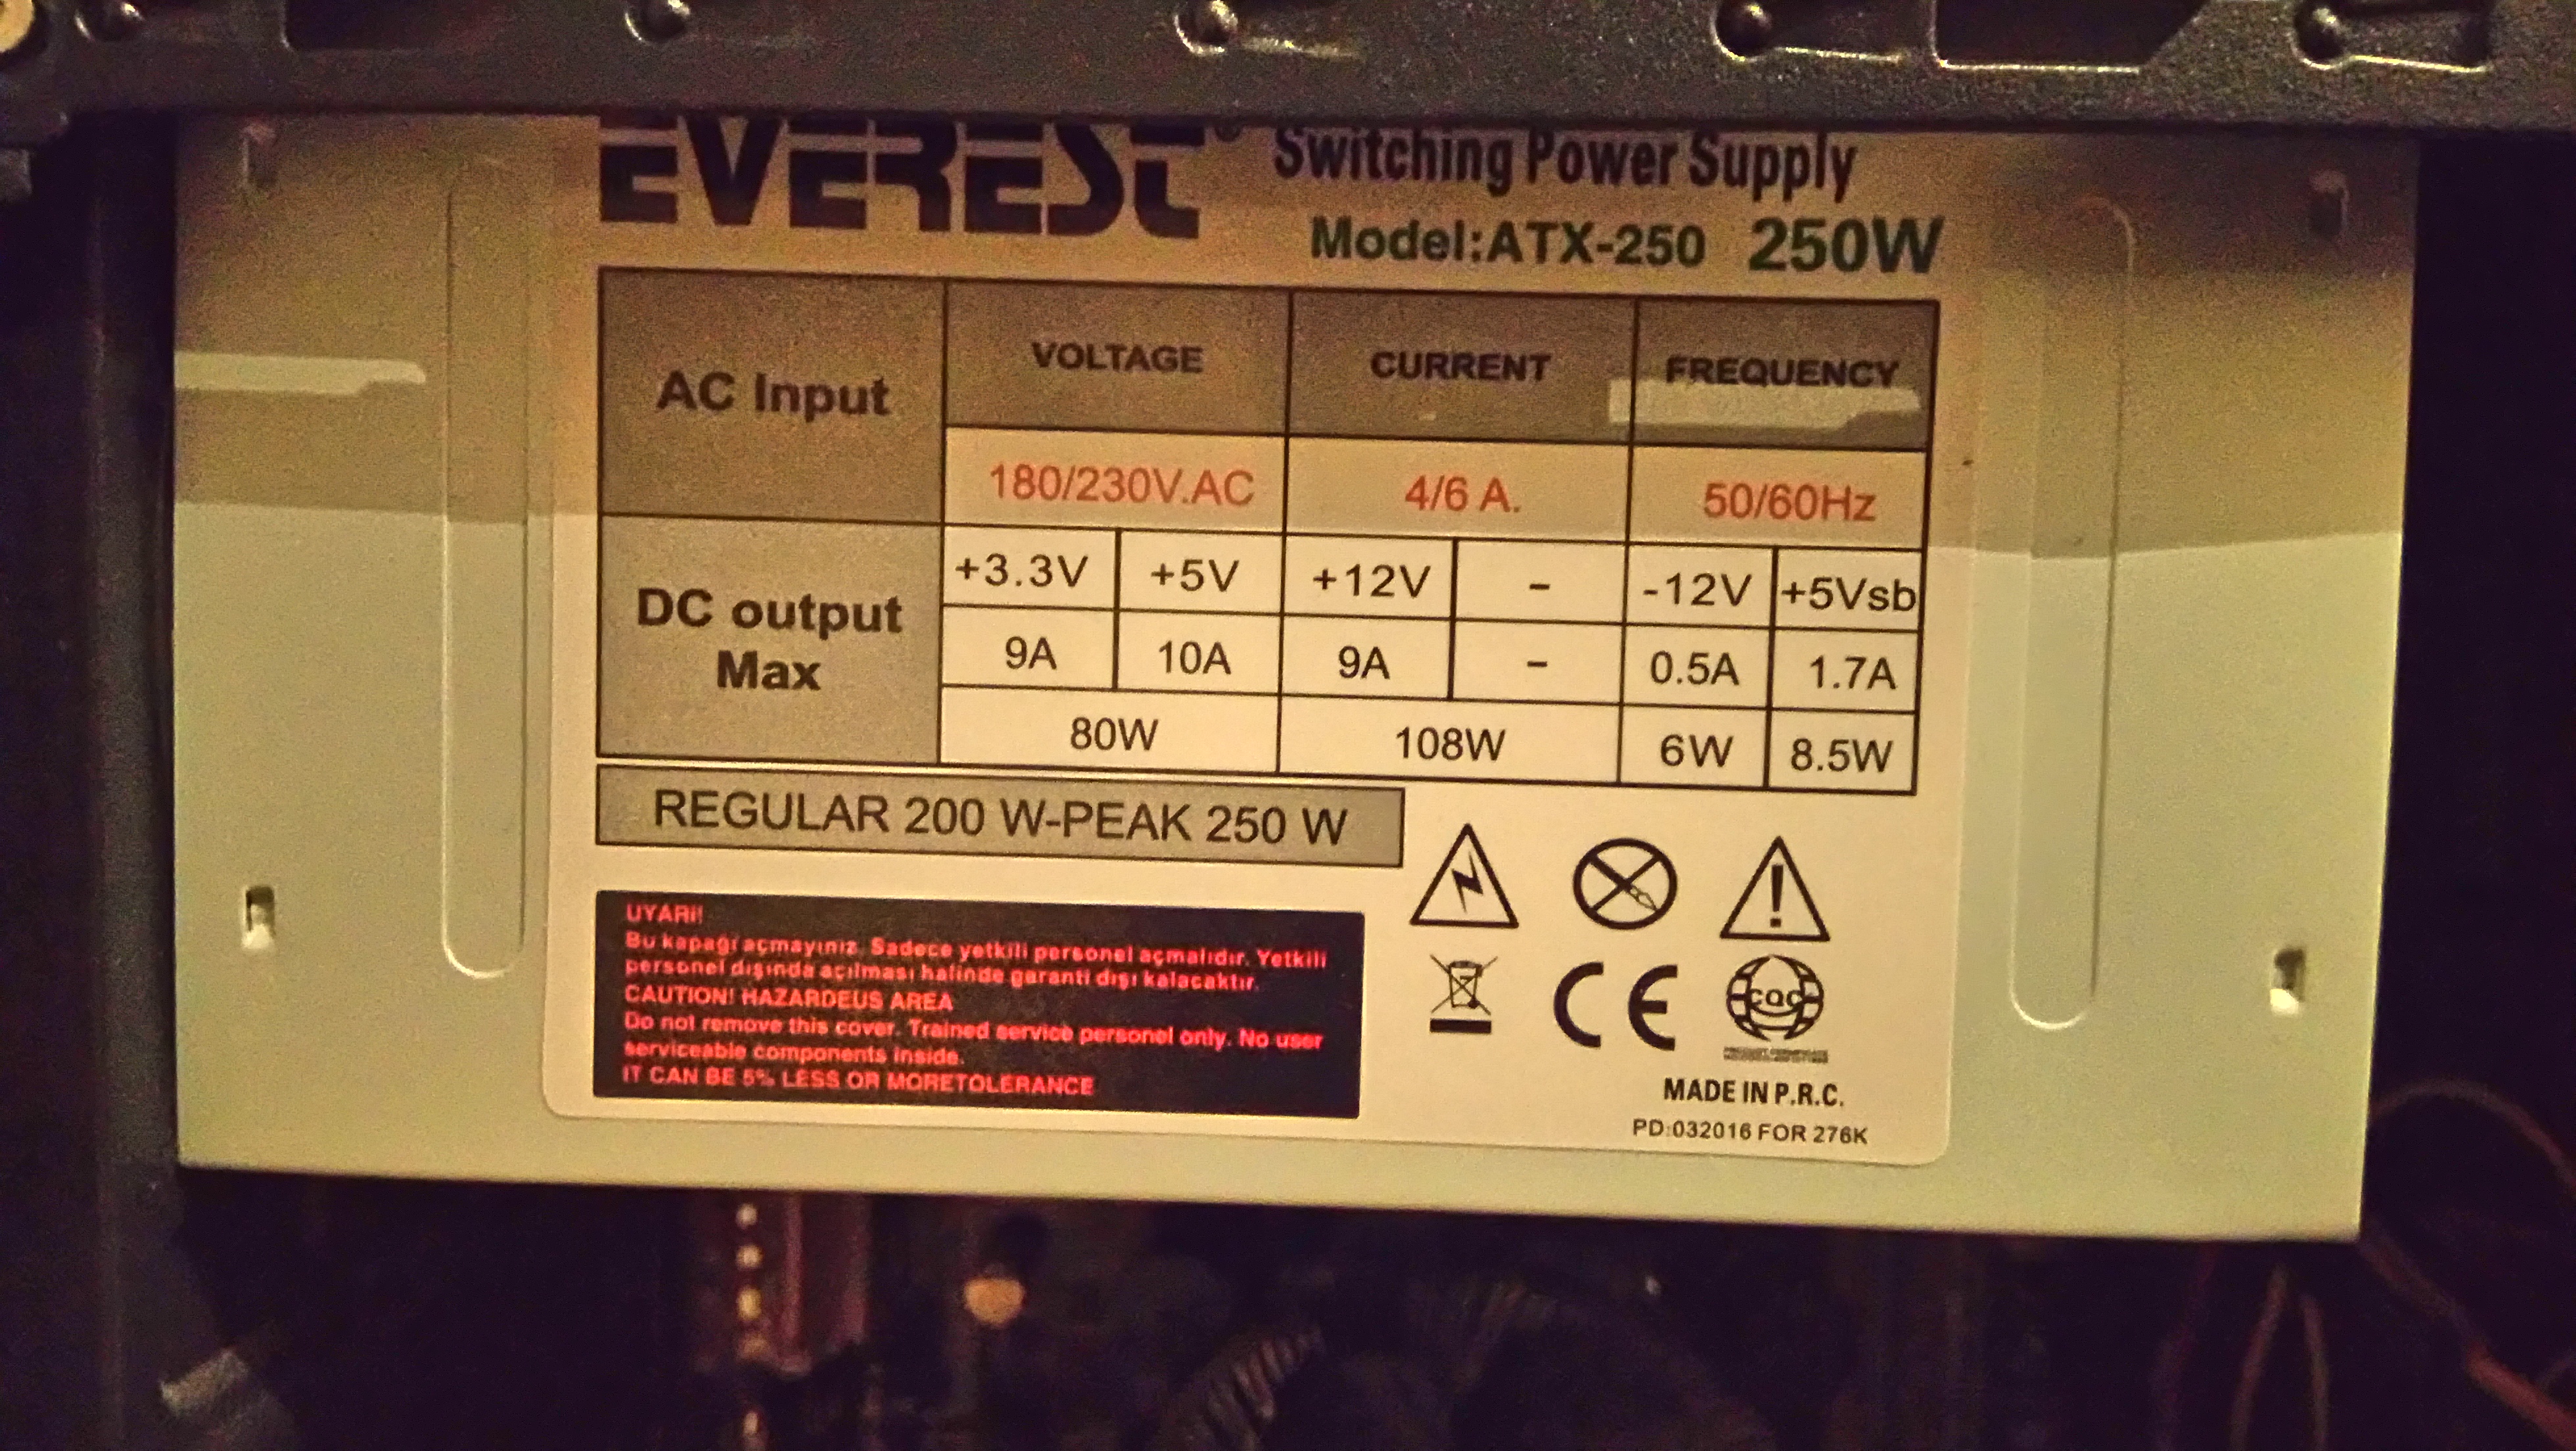 EVEREST® Switching Power Supply
Model:ATX-250 250W
AC Input VOLTAGE CURRENT FREQUENCY
180/230V.AC 4/6 A. 50/60Hz
DC output Max +3.3V +5V +12V - -12V +5Vsb
9A 10A 9A - 0.5A 1.7A
80W 108W 6W 8.5W
REGULAR 200 W-PEAK 250 W
UYARI!
Bu kapağı açmayınız. Sadece yetkili personel açmalıdır. Yetkili
personel dışında açılması halinde garanti dışı kalacaktır.
CAUTION! HAZARDEUS AREA
Do not remove this cover. Trained service personel only. No user
serviceable components inside.
IT CAN BE 5% LESS OR MORETOLERANCE
CE CQC
MADE IN P.R.C.
PD:032016 FOR 276K